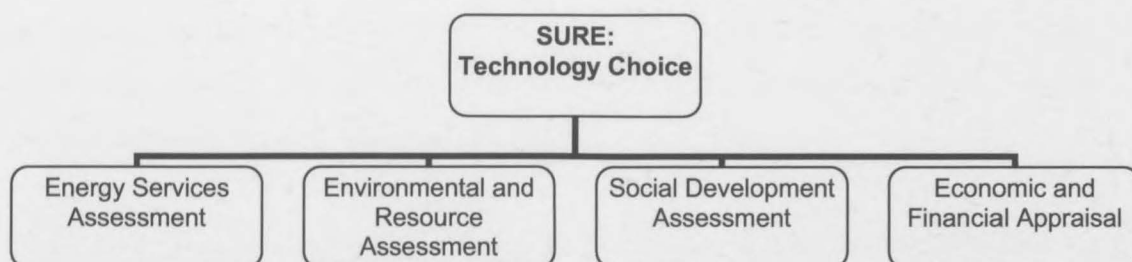 SURE:
Technology Choice
Energy Services
Assessment
Environmental and
Resource
Assessment
Social Development
Assessment
Economic and
Financial Appraisal